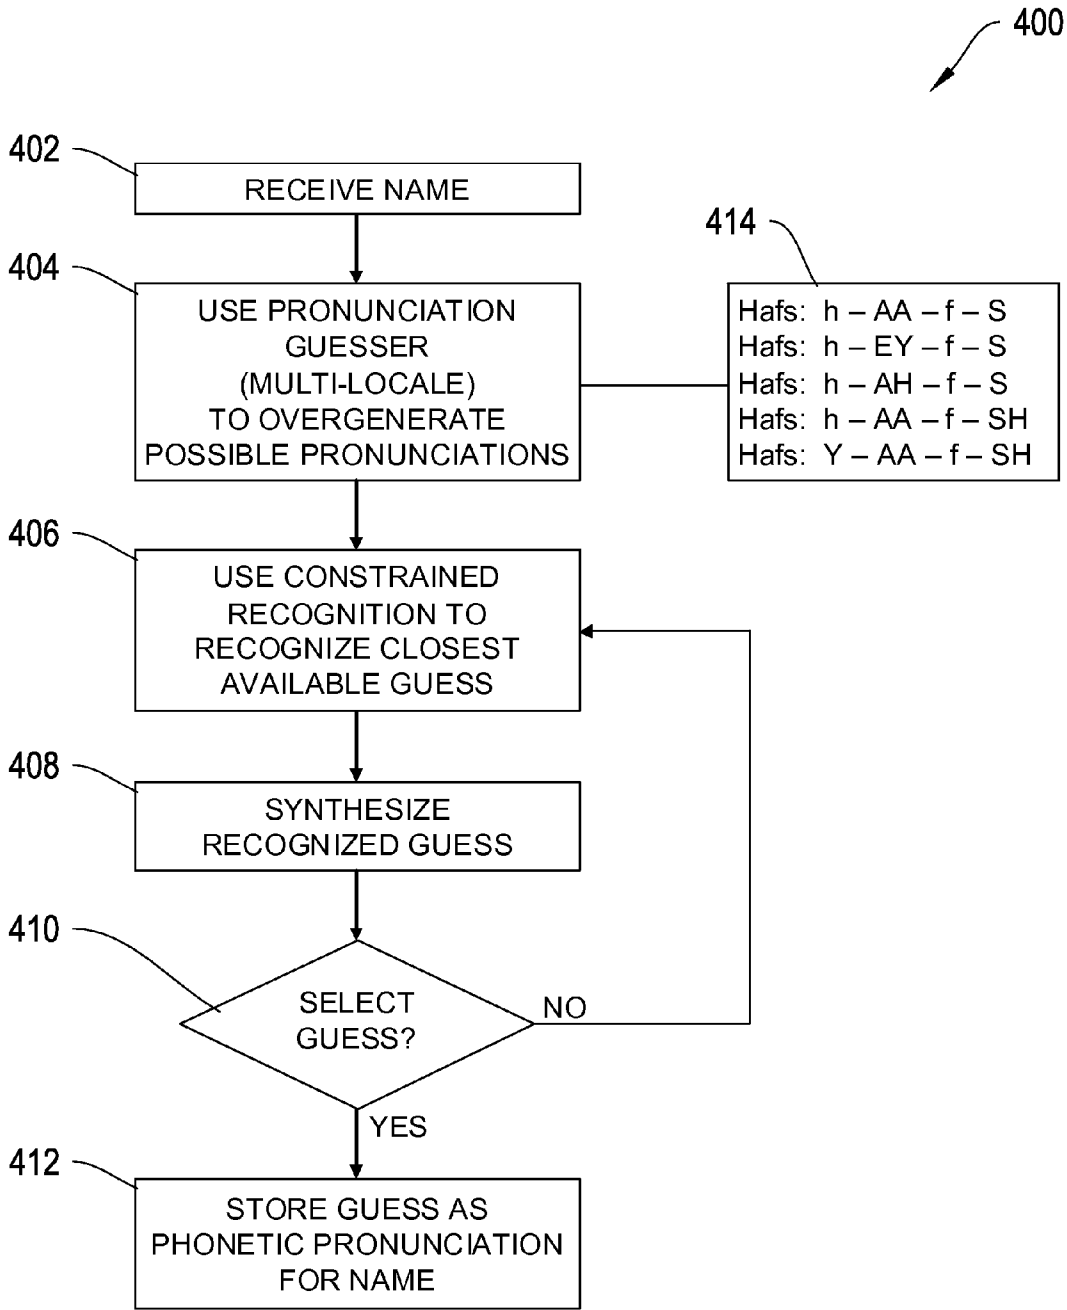 400
402
RECEIVE NAME
414
404
USE PRONUNCIATION
GUESSER
(MULTI-LOCALE)
TO OVERGENERATE
POSSIBLE PRONUNCIATIONS
Hafs: h – AA – f – S
Hafs: h – EY – f – S
Hafs: h – AH – f – S
Hafs: h – AA – f – SH
Hafs: Y – AA – f – SH
406
USE CONSTRAINED
RECOGNITION TO
RECOGNIZE CLOSEST
AVAILABLE GUESS
408
SYNTHESIZE
RECOGNIZED GUESS
410
SELECT
GUESS?
NO
YES
412
STORE GUESS AS
PHONETIC PRONUNCIATION
FOR NAME